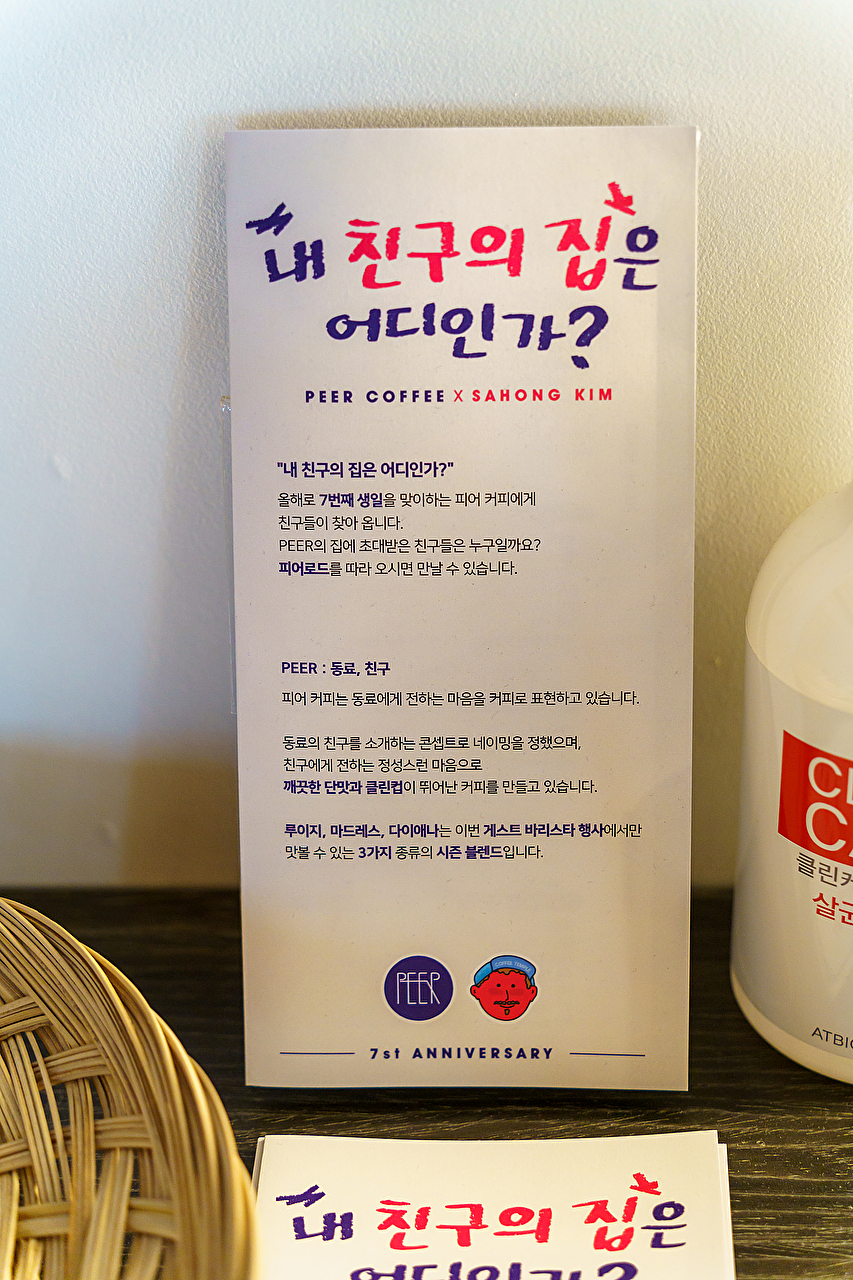 내 친구의 집은
어디인가?
PEER COFFEE X SAHONG KIM
"내 친구의 집은 어디인가?"
올해로 7번째 생일을 맞이하는 피어 커피에게
친구들이 찾아 옵니다.
PEER의 집에 초대받은 친구들은 누구일까요?
피어로드를 따라 오시면 만날 수 있습니다.
PEER : 동료, 친구
피어 커피는 동료에게 전하는 마음을 커피로 표현하고 있습니다.
동료의 친구를 소개하는 콘셉트로 네이밍을 정했으며,
친구에게 전하는 정성스런 마음으로
깨끗한 단맛과 클린컵이 뛰어난 커피를 만들고 있습니다.
루이지, 마드레스, 다이애나는 이번 게스트 바리스타 행사에서만
맛볼 수 있는 3가지 종류의 시즌 블렌드입니다.
PEER
COFFEE TEMPLE
7st ANNIVERSARY
내 친구의 집은
어디인가?
클린
ATBI